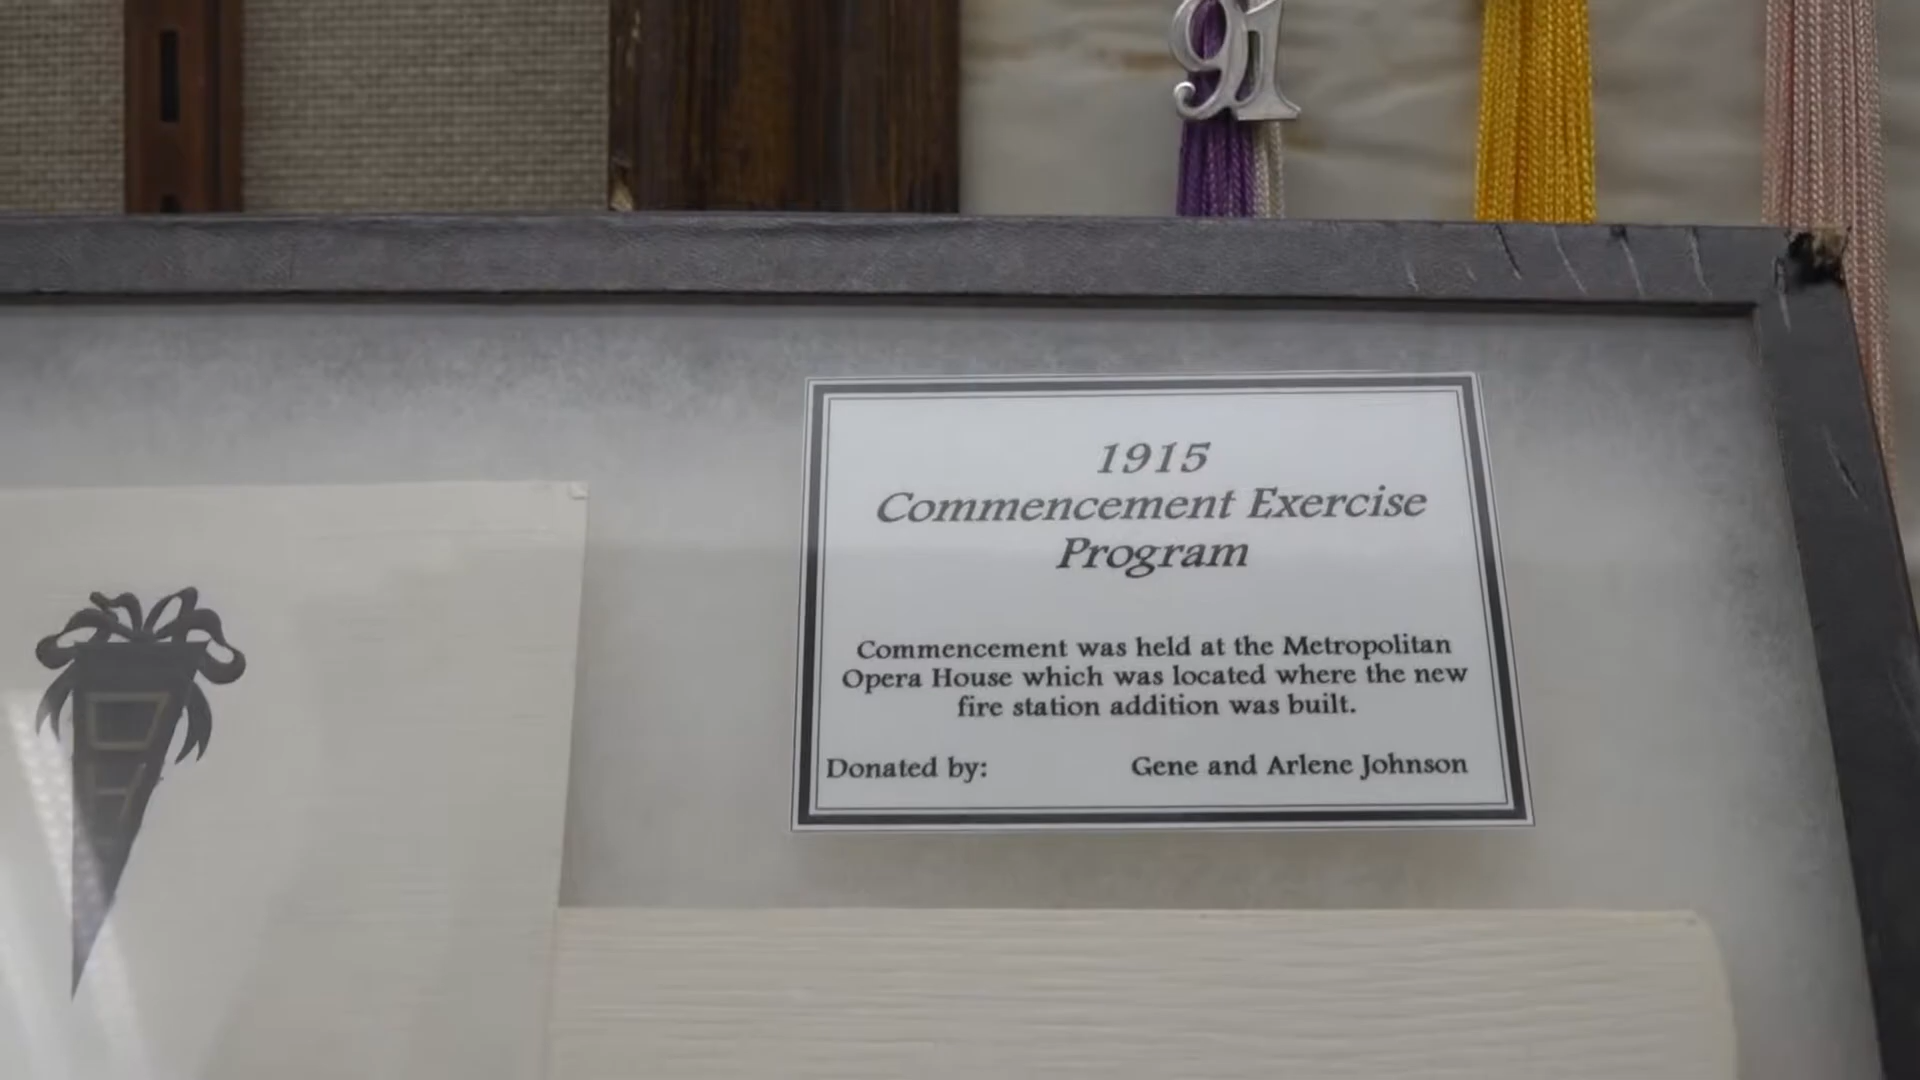 91
1915
Commencement Exercise
Program
Commencement was held at the Metropolitan
Opera House which was located where the new
fire station addition was built.
Donated by: Gene and Arlene Johnson